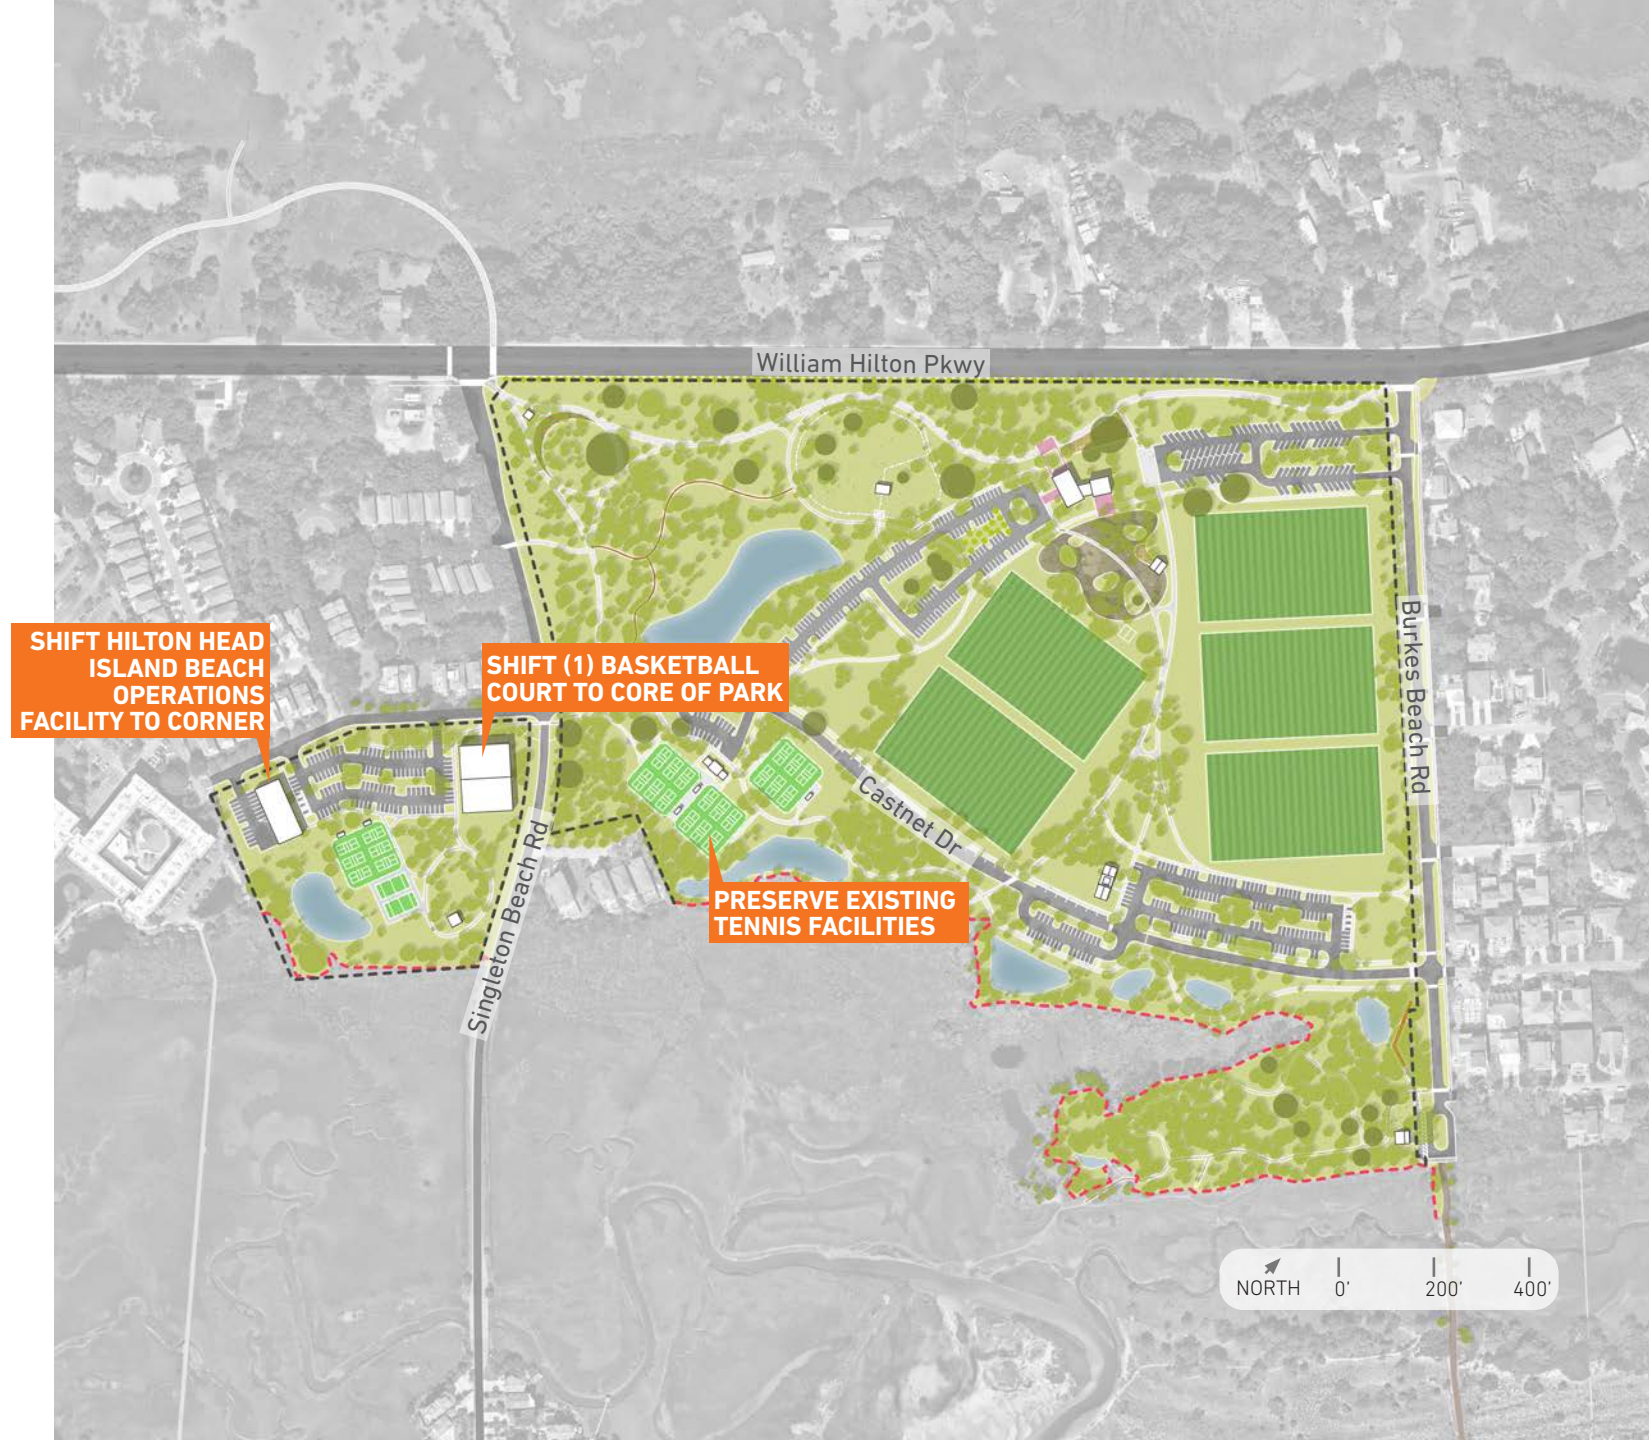 William Hilton Pkwy
SHIFT HILTON HEAD
ISLAND BEACH
OPERATIONS
FACILITY TO CORNER
SHIFT (1) BASKETBALL
COURT TO CORE OF PARK
Burkes Beach Rd
Castnet Dr
Singleton Beach Rd
PRESERVE EXISTING
TENNIS FACILITIES
NORTH 0' 200' 400'